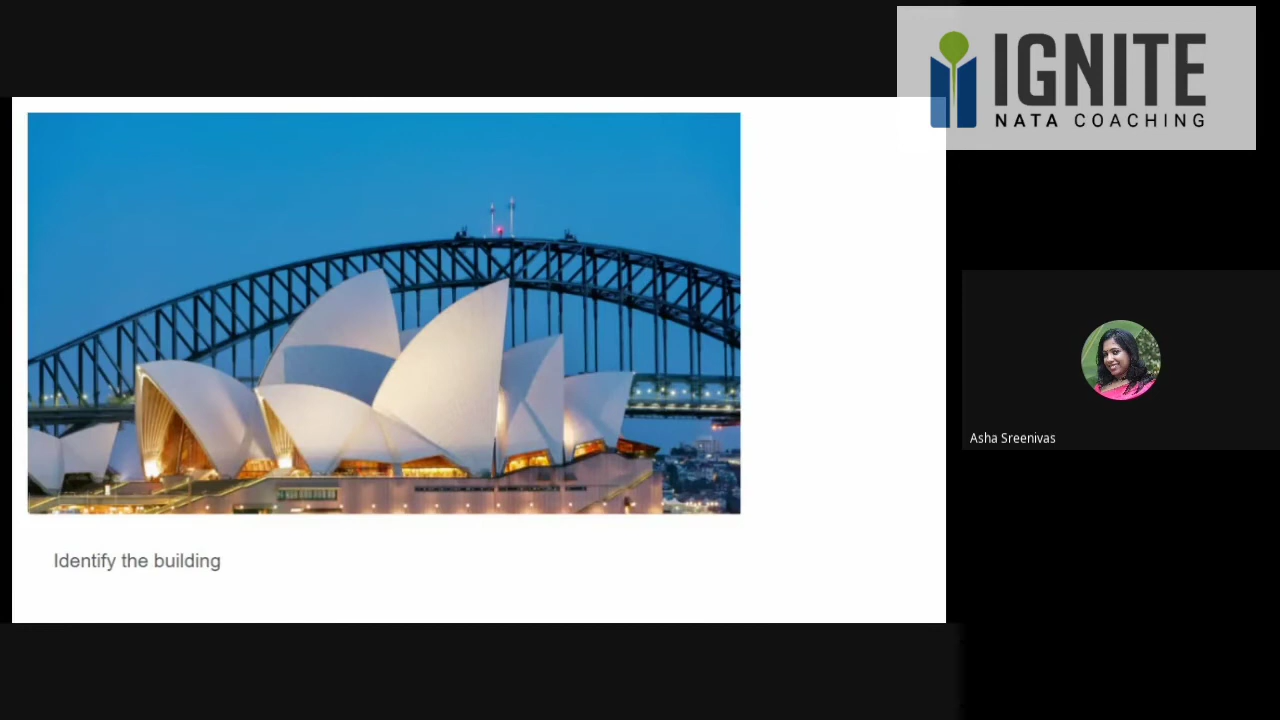 IGNITE
NATA COACHING
Identify the building
Asha Sreenivas